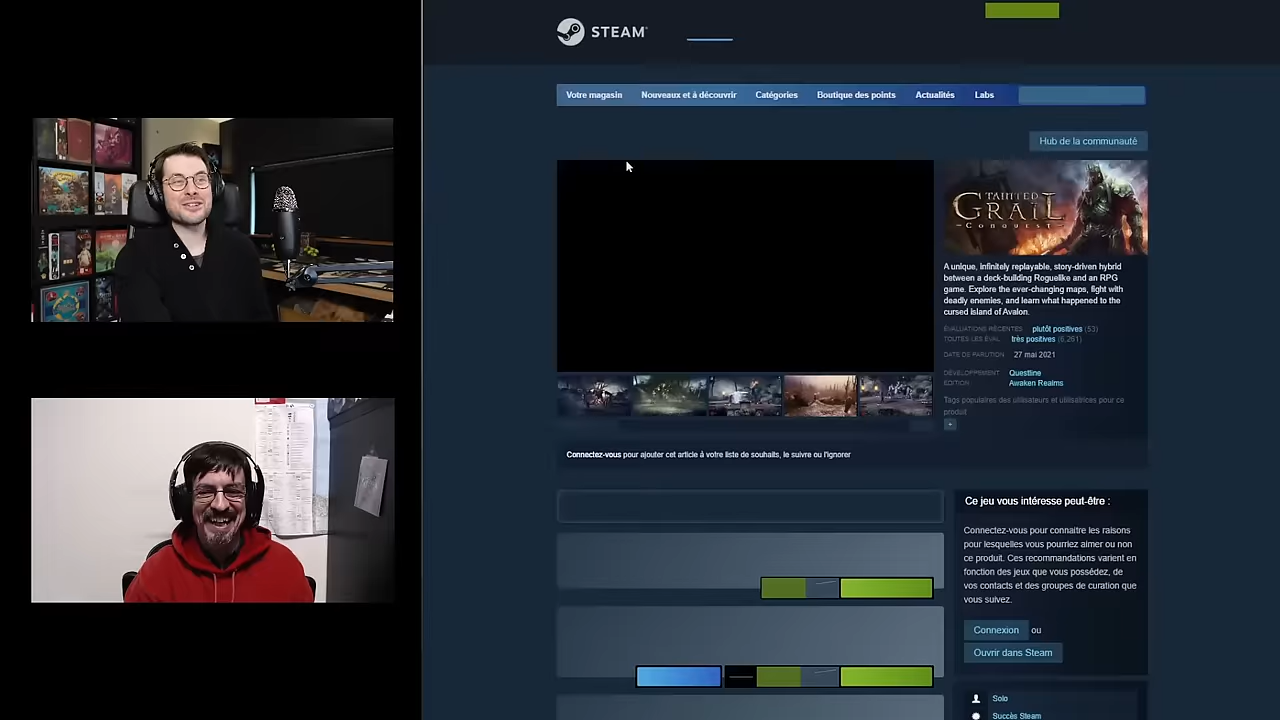 STEAM
Votre magasin Nouveaux et à découvrir Catégories Boutique des points Actualités Labs
Hub de la communauté
TAINTED
GRAIL
CONQUEST
A unique, infinitely replayable, story-driven hybrid
between a deck-building Roguelike and an RPG
game. Explore the ever-changing maps, fight with
deadly enemies, and learn what happened to the
cursed island of Avalon.
ÉVALUATIONS RÉCENTES plutôt positives (53)
TOUTES LES ÉVAL très positives (6,261)
DATE DE PARUTION 27 mai 2021
DÉVELOPPEMENT Questline
ÉDITION Awaken Realms
Tags populaires des utilisateurs et utilisatrices pour ce
produit
+
Connectez-vous pour ajouter cet article à votre liste de souhaits, le suivre ou l'ignorer
Ce jeu vous intéresse peut-être :
Connectez-vous pour connaitre les raisons
pour lesquelles vous pourriez aimer ou non
ce produit. Ces recommandations varient en
fonction des jeux que vous possédez, de
vos contacts et des groupes de curation que
vous suivez.
Connexion ou
Ouvrir dans Steam
Solo
Succès Steam